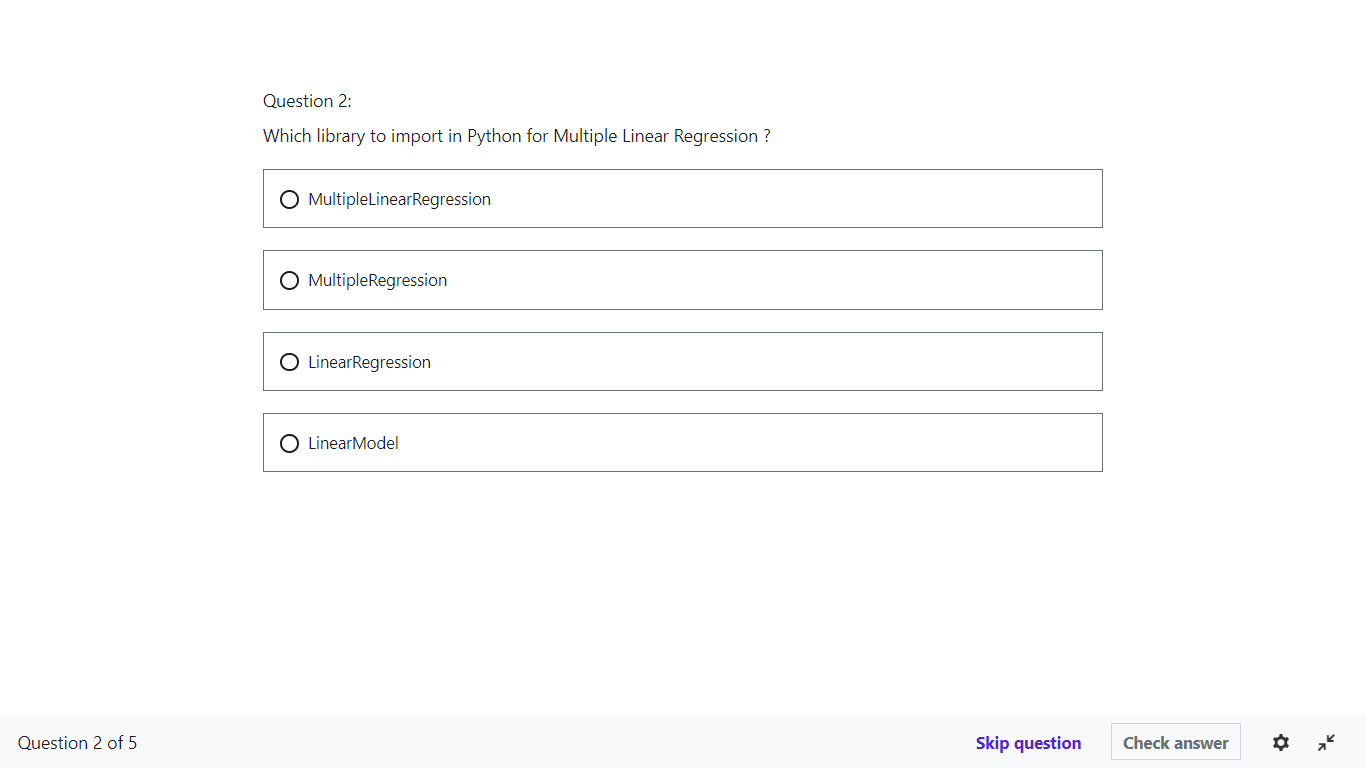 Question 2:
Which library to import in Python for Multiple Linear Regression ?
MultipleLinearRegression
MultipleRegression
LinearRegression
LinearModel
Question 2 of 5
Skip question
Check answer